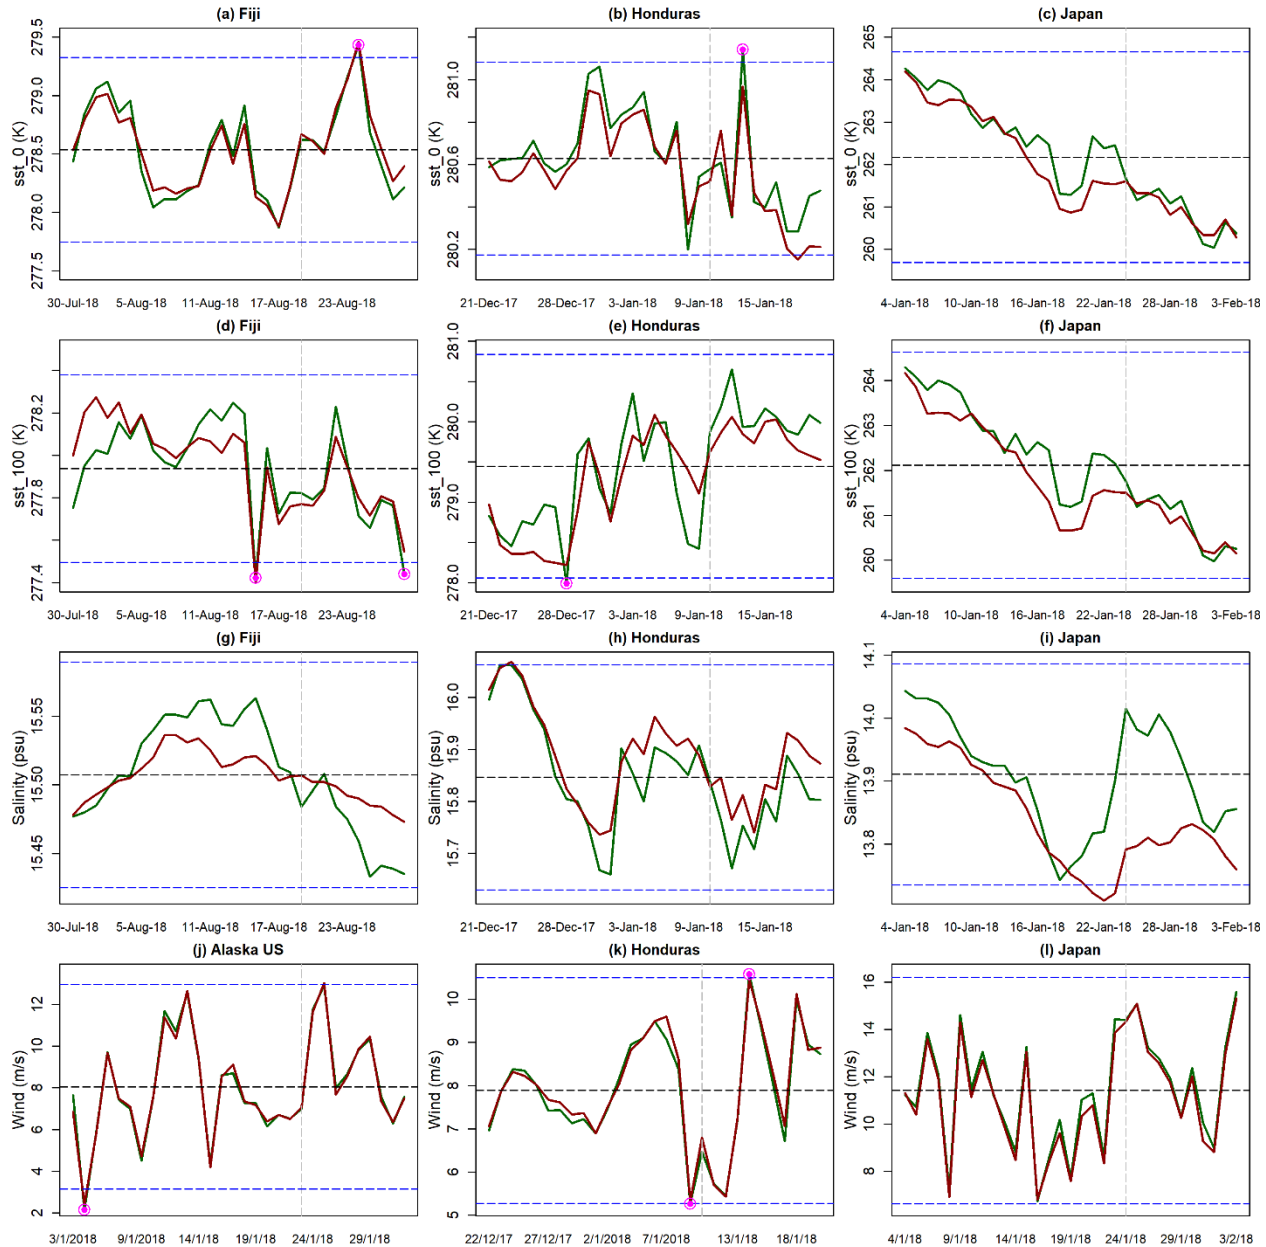 (a) Fiji
sst_0 (K)
279.5
279.0
278.5
278.0
277.5
30-Jul-18 5-Aug-18 11-Aug-18 17-Aug-18 23-Aug-18
(b) Honduras
sst_0 (K)
281.0
280.6
280.2
21-Dec-17 28-Dec-17 3-Jan-18 9-Jan-18 15-Jan-18
(c) Japan
sst_0 (K)
265
264
263
262
261
260
4-Jan-18 10-Jan-18 16-Jan-18 22-Jan-18 28-Jan-18 3-Feb-18
(d) Fiji
sst_100 (K)
278.2
277.8
277.4
30-Jul-18 5-Aug-18 11-Aug-18 17-Aug-18 23-Aug-18
(e) Honduras
sst_100 (K)
281.0
280.0
279.0
278.0
21-Dec-17 28-Dec-17 3-Jan-18 9-Jan-18 15-Jan-18
(f) Japan
sst_100 (K)
264
263
262
261
260
4-Jan-18 10-Jan-18 16-Jan-18 22-Jan-18 28-Jan-18 3-Feb-18
(g) Fiji
Salinity (psu)
15.55
15.50
15.45
30-Jul-18 5-Aug-18 11-Aug-18 17-Aug-18 23-Aug-18
(h) Honduras
Salinity (psu)
16.0
15.9
15.8
15.7
21-Dec-17 28-Dec-17 3-Jan-18 9-Jan-18 15-Jan-18
(i) Japan
Salinity (psu)
14.1
14.0
13.9
13.8
4-Jan-18 10-Jan-18 16-Jan-18 22-Jan-18 28-Jan-18 3-Feb-18
(j) Alaska US
Wind (m/s)
12
10
8
6
4
2
3/1/2018 9/1/2018 14/1/18 19/1/18 24/1/18 29/1/18
(k) Honduras
Wind (m/s)
10
9
8
7
6
5
22/12/17 27/12/17 2/1/2018 7/1/2018 13/1/18 18/1/18
(l) Japan
Wind (m/s)
16
14
12
10
8
4/1/18 9/1/2018 14/1/18 19/1/18 24/1/18 29/1/18 3/2/18